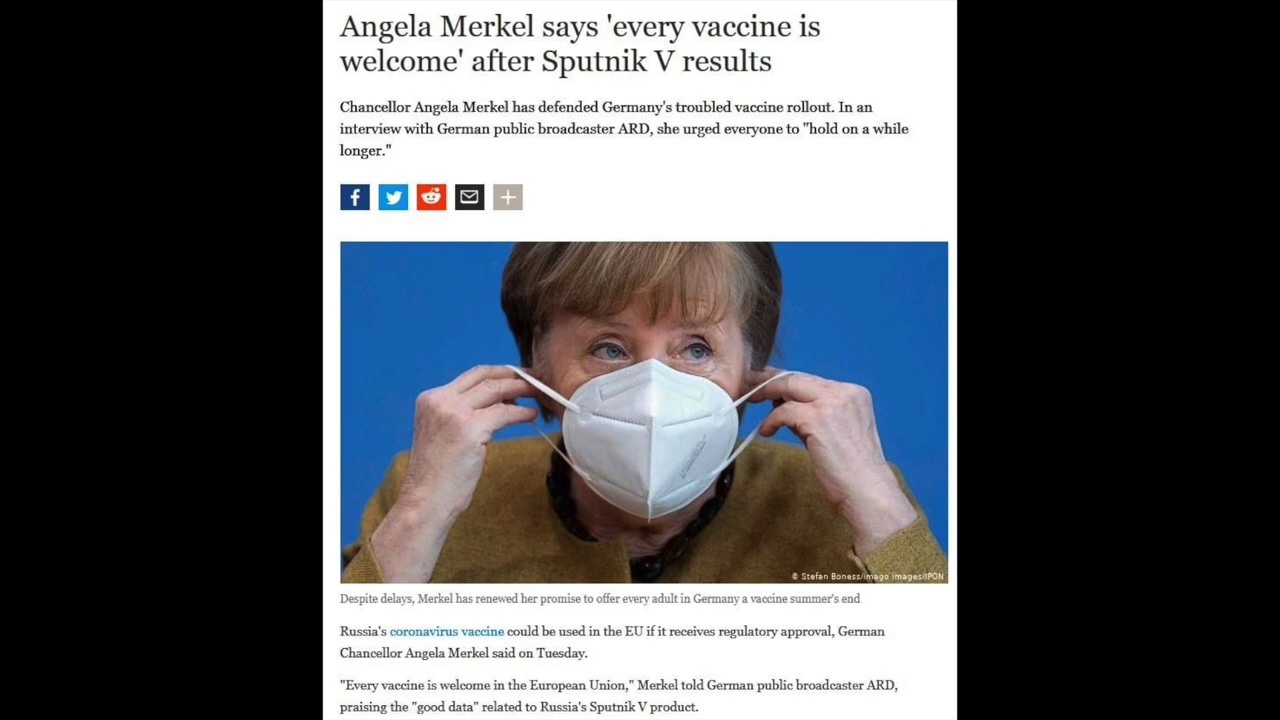 Angela Merkel says 'every vaccine is
welcome' after Sputnik V results
Chancellor Angela Merkel has defended Germany's troubled vaccine rollout. In an
interview with German public broadcaster ARD, she urged everyone to "hold on a while
longer."
© Stefan Boness/imago images/IPON
Despite delays, Merkel has renewed her promise to offer every adult in Germany a vaccine summer's end
Russia's coronavirus vaccine could be used in the EU if it receives regulatory approval, German
Chancellor Angela Merkel said on Tuesday.
"Every vaccine is welcome in the European Union," Merkel told German public broadcaster ARD,
praising the "good data" related to Russia's Sputnik V product.